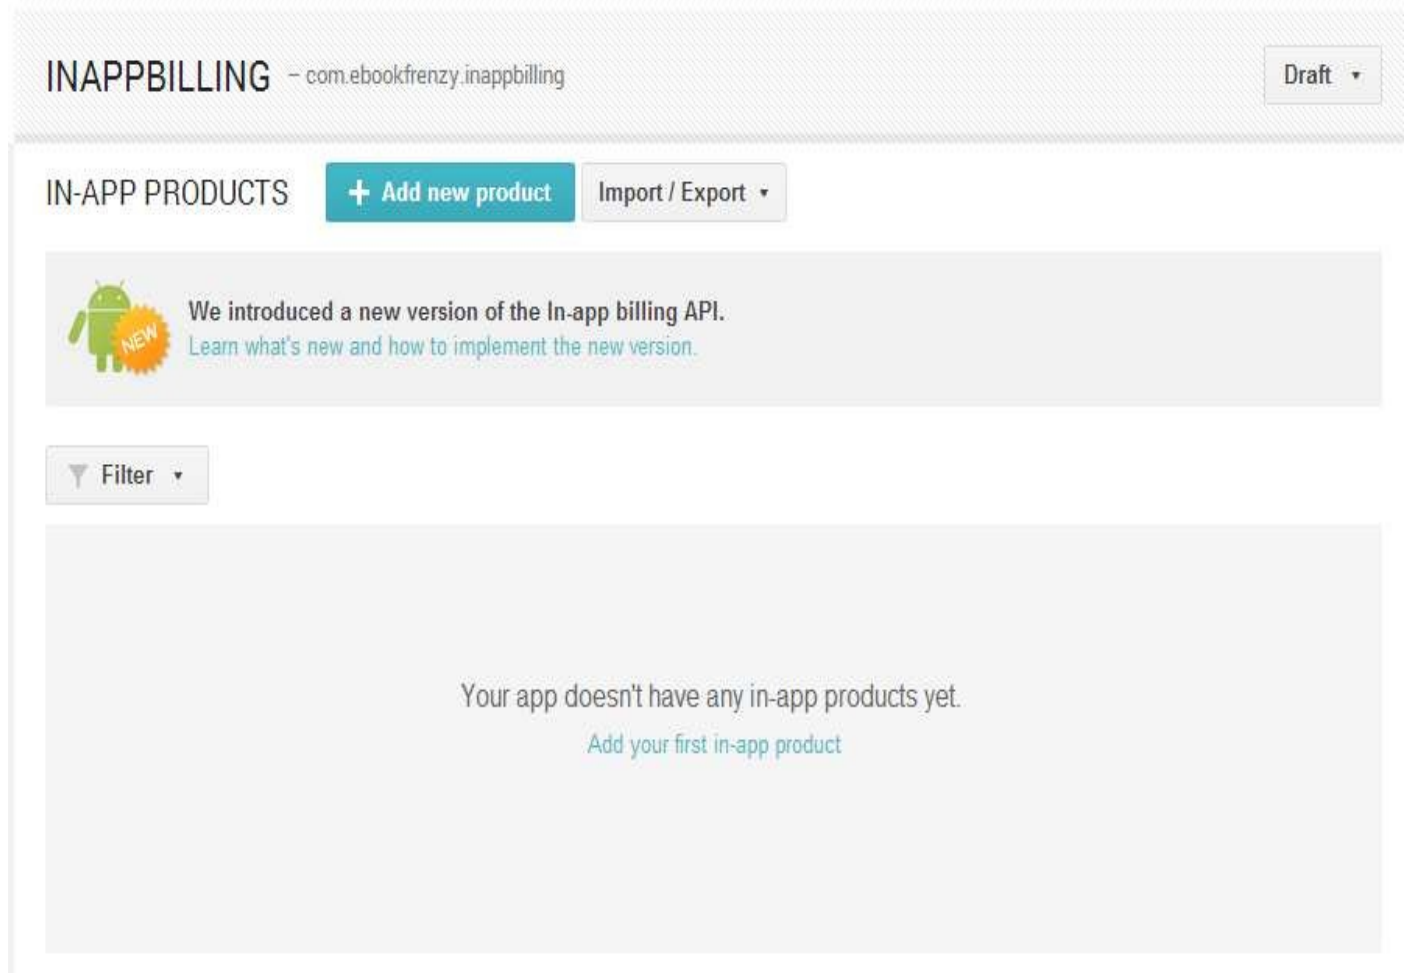 INAPPBILLING – com.ebookfrenzy.inappbilling Draft
IN-APP PRODUCTS + Add new product Import / Export
We introduced a new version of the In-app billing API.
NEW
Learn what's new and how to implement the new version.
Filter
Your app doesn't have any in-app products yet.
Add your first in-app product